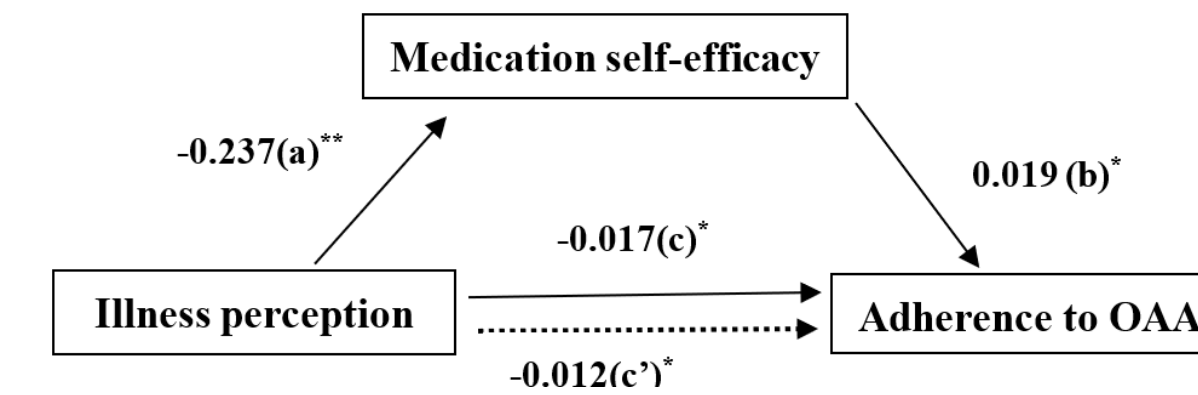 Medication self-efficacy
-0.237(a)**
0.019 (b)*
-0.017(c)*
Illness perception
Adherence to OAA
-0.012(c’)*